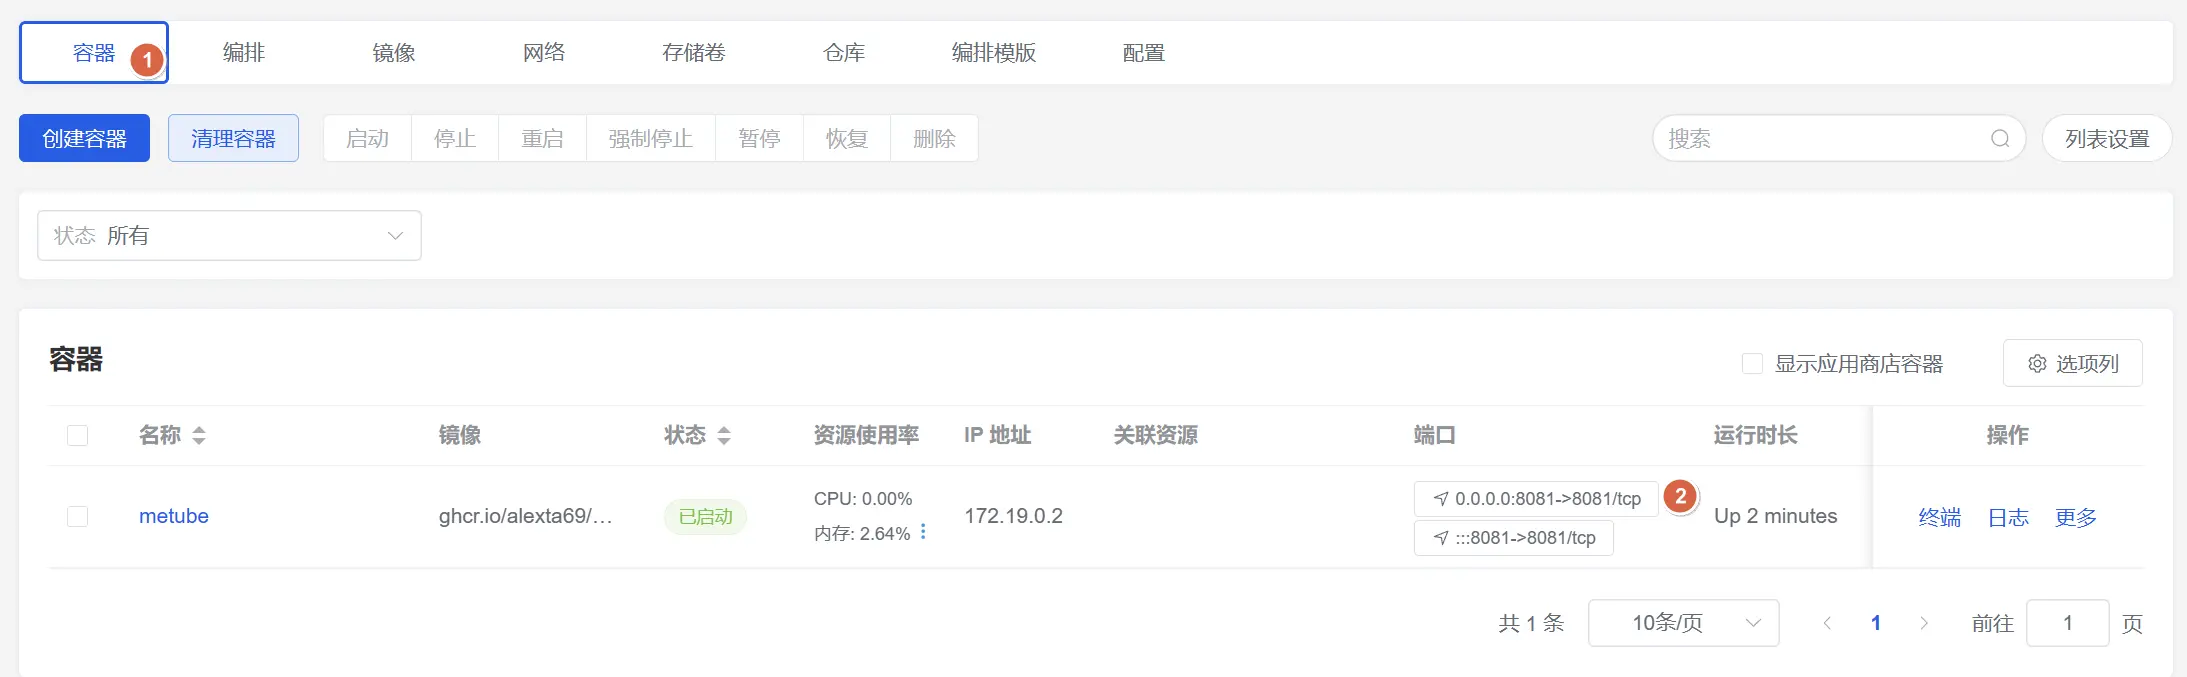 容器 1 编排 镜像 网络 存储卷 仓库 编排模版 配置
创建容器 清理容器 启动 停止 重启 强制停止 暂停 恢复 删除 搜索 列表设置
状态 所有
容器 显示应用商店容器 选项列
名称 镜像 状态 资源使用率 IP 地址 关联资源 端口 运行时长 操作
CPU: 0.00% 0.0.0.0:8081->8081/tcp 2
metube ghcr.io/alexta69/... 已启动 172.19.0.2 Up 2 minutes 终端 日志 更多
内存: 2.64% :::8081->8081/tcp
共 1 条 10条/页 1 前往 1 页